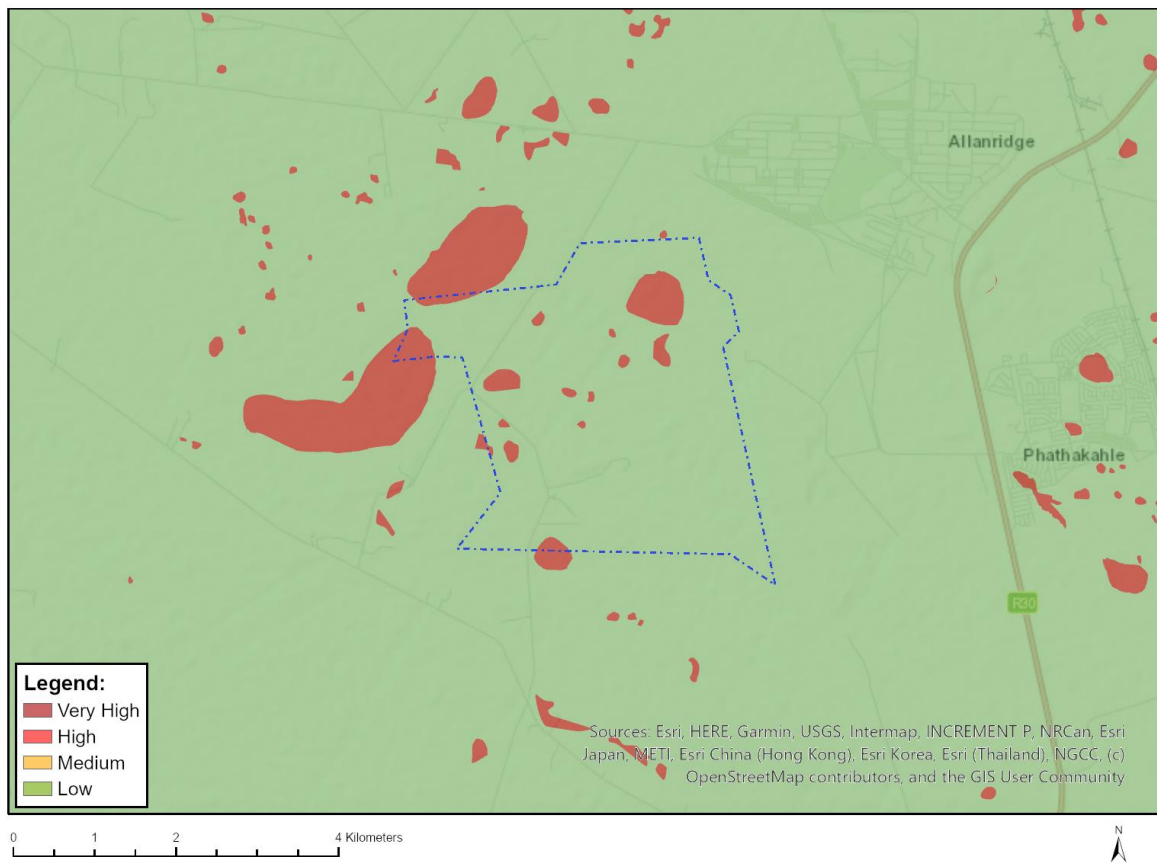 Allanridge
Phathakahle
R30
Legend:
Very High
High
Medium
Low
Sources: Esri, HERE, Garmin, USGS, Intermap, INCREMENT P, NRCan, Esri
Japan, METI, Esri China (Hong Kong), Esri Korea, Esri (Thailand), NGCC, (c)
OpenStreetMap contributors, and the GIS User Community
0 1 2 4 Kilometers
N